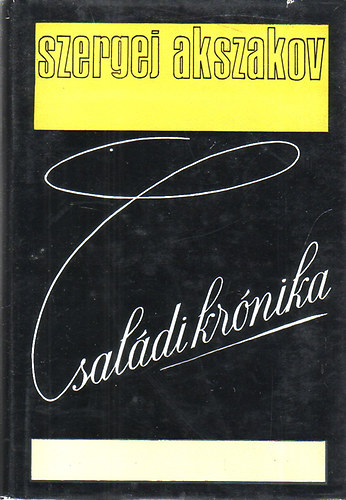 szergej akszakov
Családi krónika